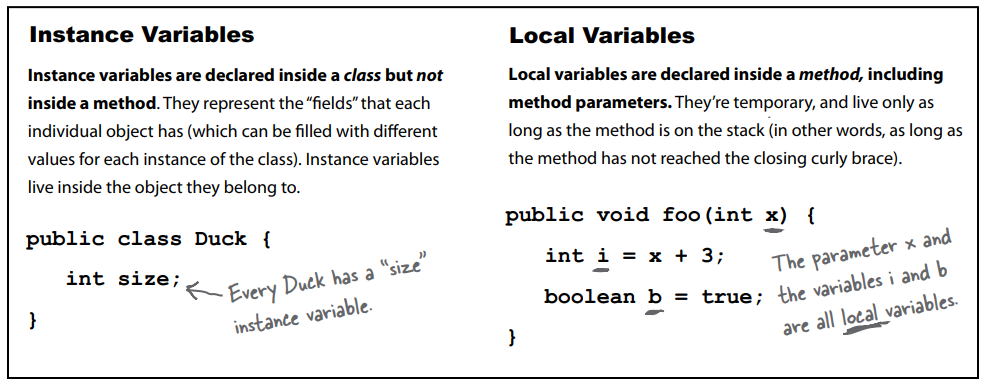 Instance Variables
Instance variables are declared inside a class but not
inside a method. They represent the “fields” that each
individual object has (which can be filled with different
values for each instance of the class). Instance variables
live inside the object they belong to.
public class Duck {
int size;
Every Duck has a “size”
instance variable.
}
Local Variables
Local variables are declared inside a method, including
method parameters. They’re temporary, and live only as
long as the method is on the stack (in other words, as long as
the method has not reached the closing curly brace).
public void foo(int x) {
int i = x + 3;
boolean b = true;
The parameter x and
the variables i and b
are all local variables.
}